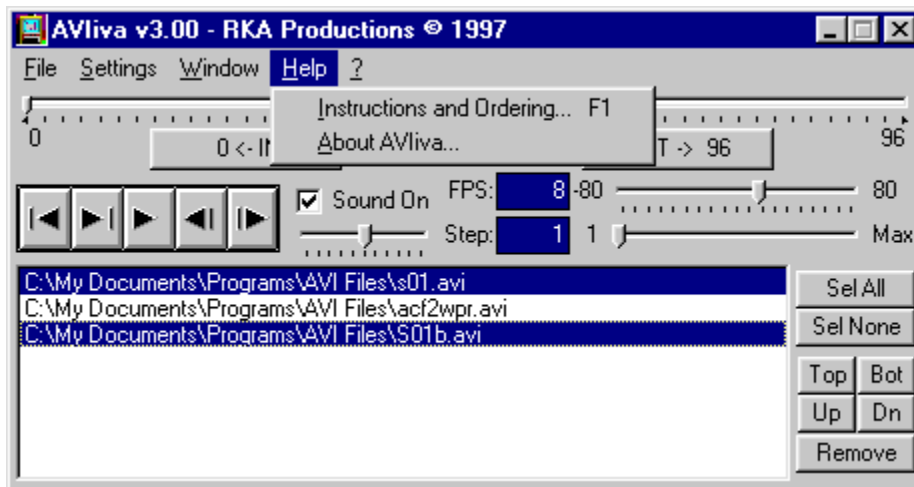 AVIiva v3.00 - RKA Productions © 1997
File Settings Window Help ?
Instructions and Ordering... F1
About AVIiva...
0 96
0 <- I
T -> 96
Sound On FPS: 8 -80 80
Step: 1 1 Max
C:\My Documents\Programs\AVI Files\s01.avi
C:\My Documents\Programs\AVI Files\acf2wpr.avi
C:\My Documents\Programs\AVI Files\S01b.avi
Sel All
Sel None
Top Bot
Up Dn
Remove